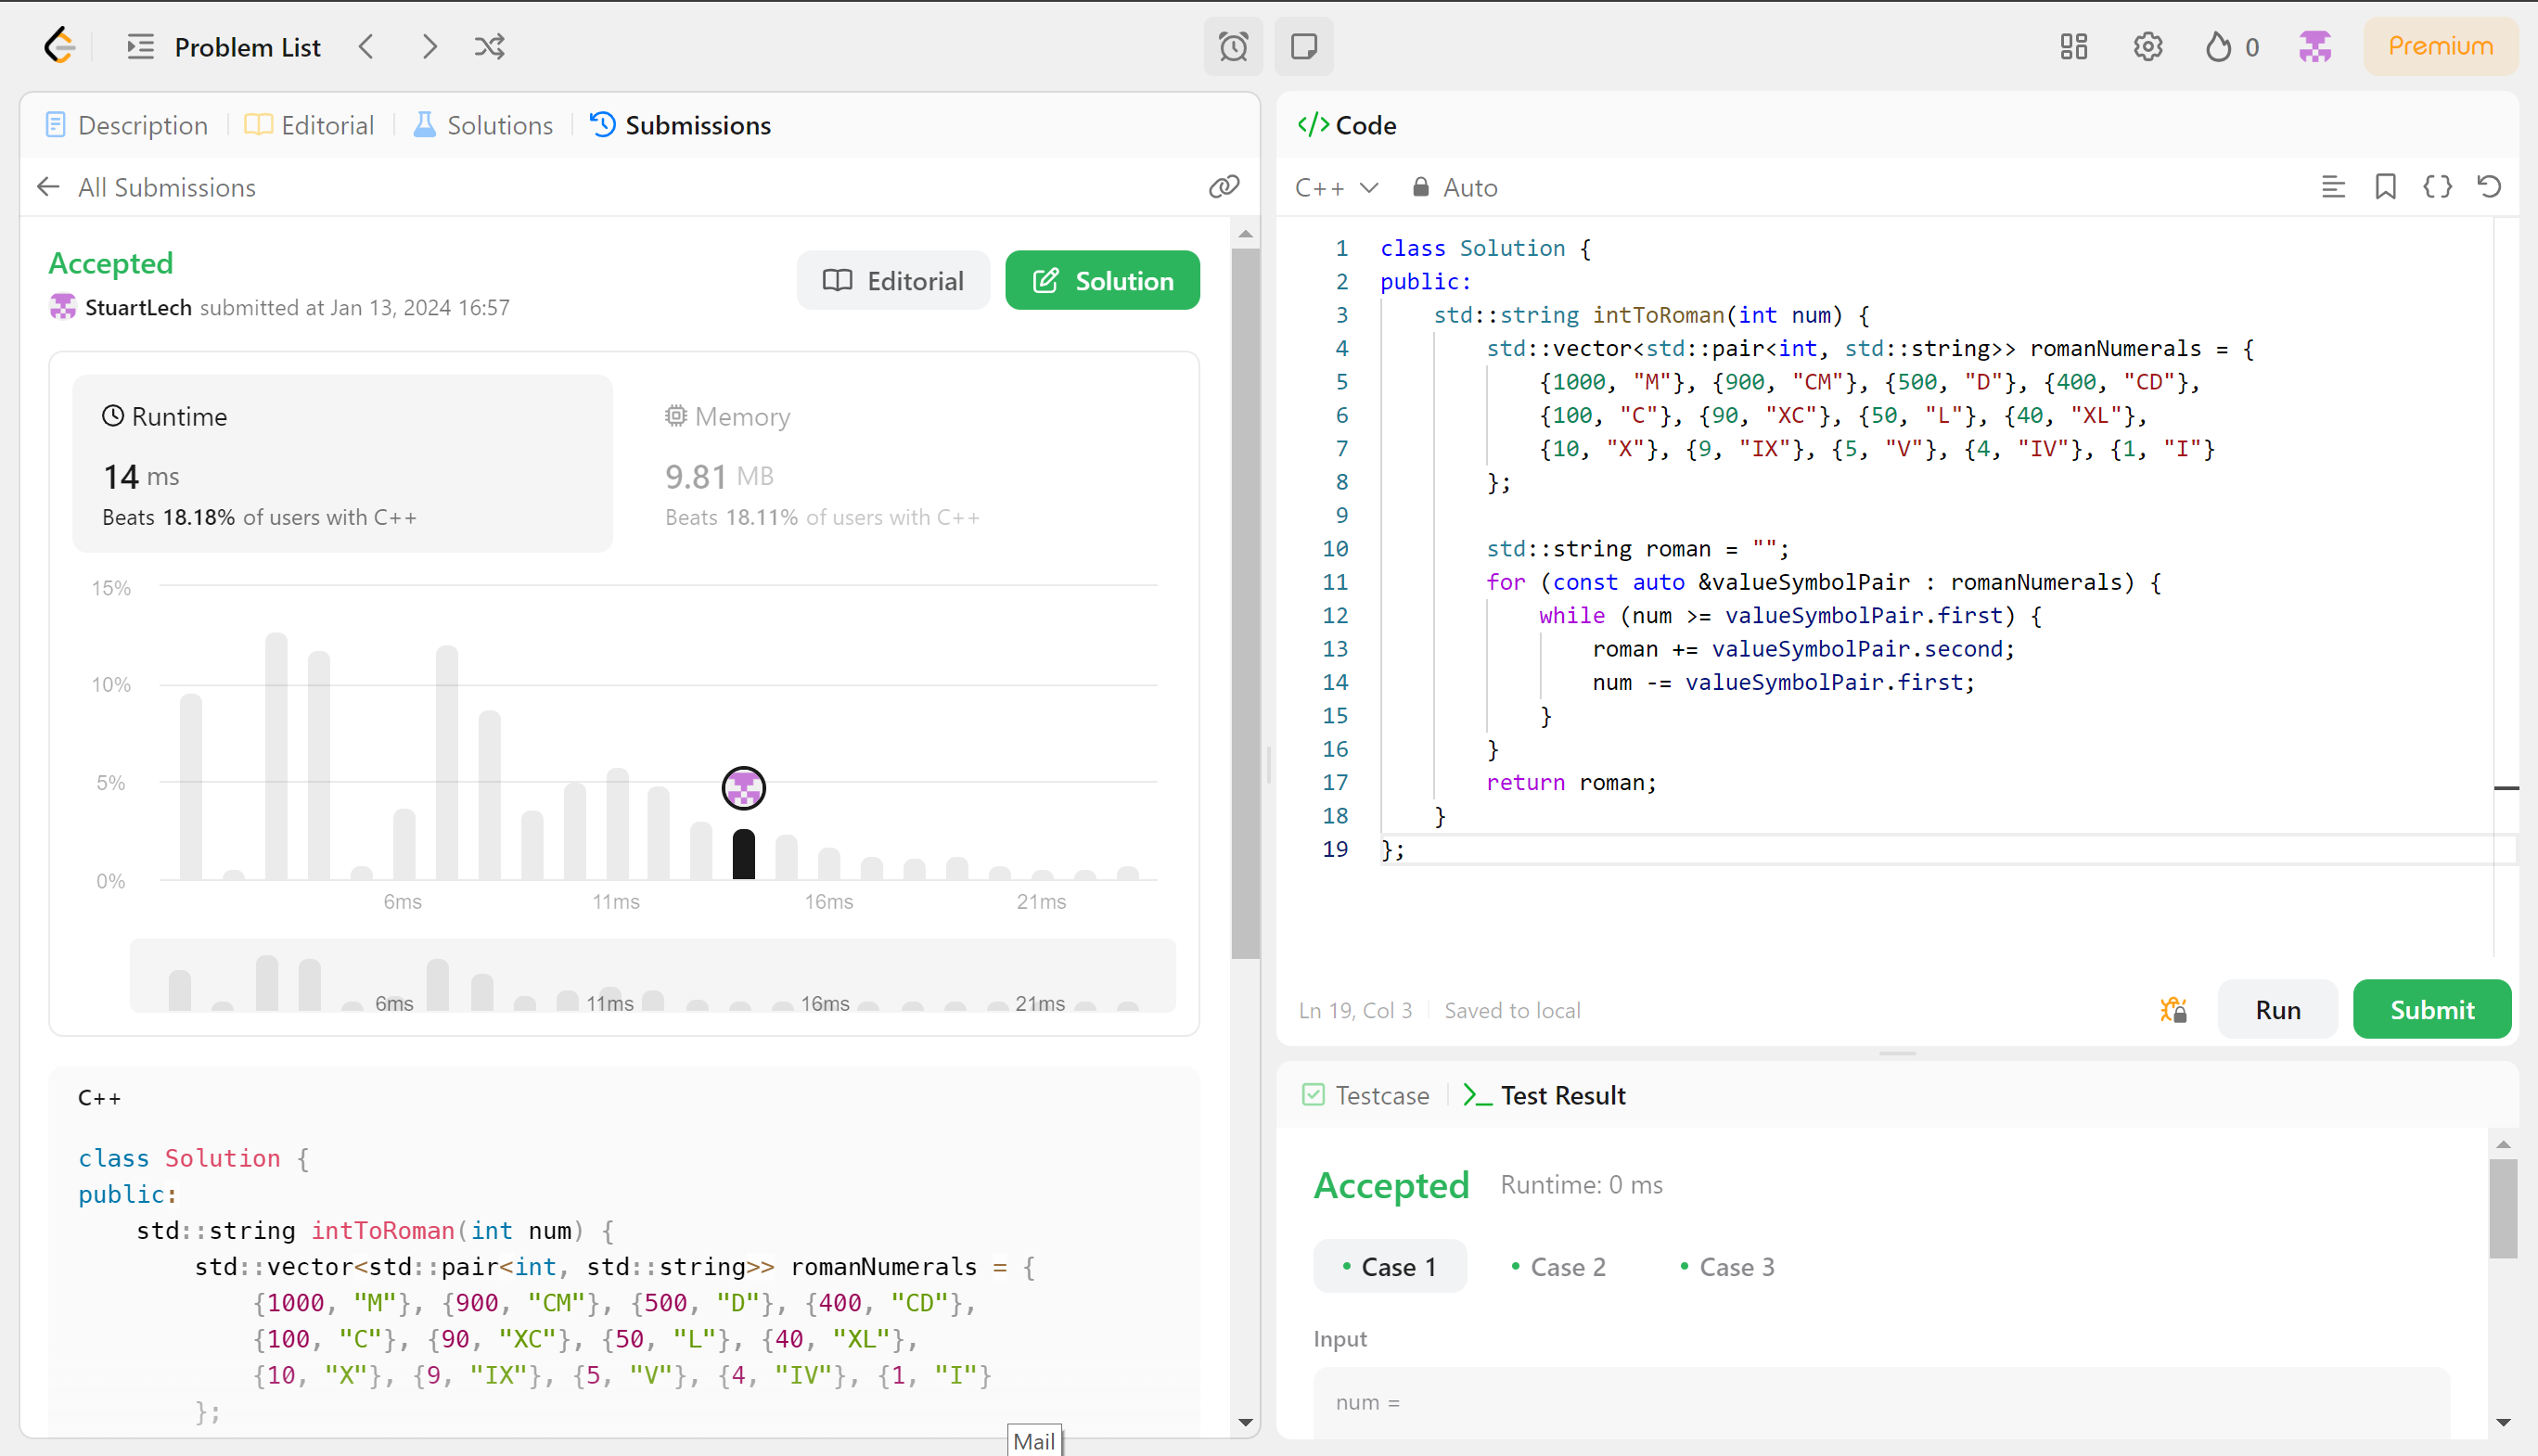 Problem List
0
Premium
Description
Editorial
Solutions
Submissions
All Submissions
Accepted
StuartLech submitted at Jan 13, 2024 16:57
Editorial
Solution
Runtime
14 ms
Beats 18.18% of users with C++
Memory
9.81 MB
Beats 18.11% of users with C++
15%
10%
5%
0%
6ms 11ms 16ms 21ms
6ms 11ms 16ms 21ms
C++
class Solution {
public:
    std::string intToRoman(int num) {
        std::vector<std::pair<int, std::string>> romanNumerals = {
            {1000, "M"}, {900, "CM"}, {500, "D"}, {400, "CD"},
            {100, "C"}, {90, "XC"}, {50, "L"}, {40, "XL"},
            {10, "X"}, {9, "IX"}, {5, "V"}, {4, "IV"}, {1, "I"}
        };
Mail
</> Code
C++
Auto
1 class Solution {
2 public:
3     std::string intToRoman(int num) {
4         std::vector<std::pair<int, std::string>> romanNumerals = {
5             {1000, "M"}, {900, "CM"}, {500, "D"}, {400, "CD"},
6             {100, "C"}, {90, "XC"}, {50, "L"}, {40, "XL"},
7             {10, "X"}, {9, "IX"}, {5, "V"}, {4, "IV"}, {1, "I"}
8         };
9
10         std::string roman = "";
11         for (const auto &valueSymbolPair : romanNumerals) {
12             while (num >= valueSymbolPair.first) {
13                 roman += valueSymbolPair.second;
14                 num -= valueSymbolPair.first;
15             }
16         }
17         return roman;
18     }
19 };
Ln 19, Col 3
Saved to local
Run
Submit
Testcase
Test Result
Accepted
Runtime: 0 ms
• Case 1
• Case 2
• Case 3
Input
num =